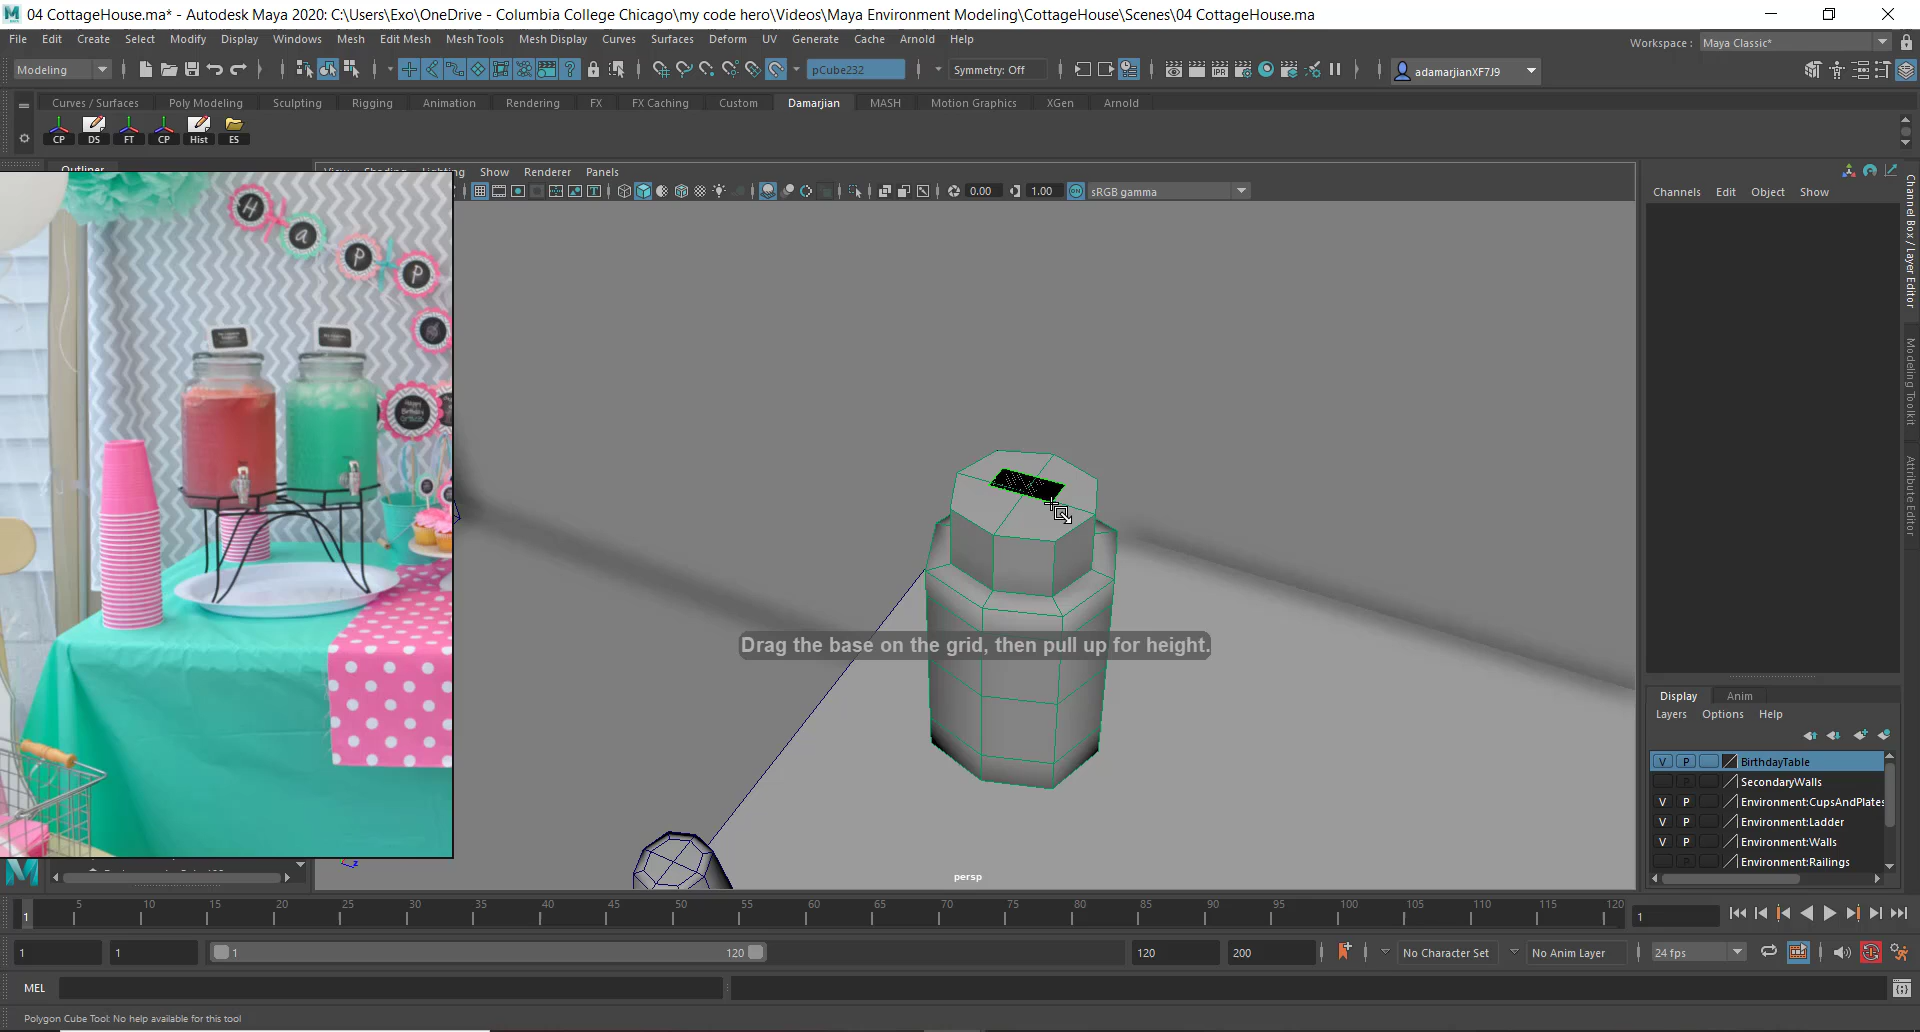 04 CottageHouse.ma* - Autodesk Maya 2020: C:\Users\Exo\OneDrive - Columbia College Chicago\my code hero\Videos\Maya Environment Modeling\CottageHouse\Scenes\04 CottageHouse.ma
File Edit Create Select Modify Display Windows Mesh Edit Mesh Mesh Tools Mesh Display Curves Surfaces Deform UV Generate Cache Arnold Help
Workspace : Maya Classic*
Modeling pCube232 Symmetry: Off IPR adamarjianXF7J9
Curves / Surfaces Poly Modeling Sculpting Rigging Animation Rendering FX FX Caching Custom Damarjian MASH Motion Graphics XGen Arnold
CP DS FT CP Hist ES
Outliner
View Shading Lighting Show Renderer Panels
0.00 1.00 ON sRGB gamma
Channels Edit Object Show
Channel Box / Layer Editor
Modeling Toolkit
Attribute Editor
H a P P
Drag the base on the grid, then pull up for height.
persp
z
Display Anim
Layers Options Help
V P BirthdayTable
P SecondaryWalls
V P Environment:CupsAndPlates
V P Environment:Ladder
V P Environment:Walls
P Environment:Railings
1 5 10 15 20 25 30 35 40 45 50 55 60 65 70 75 80 85 90 95 100 105 110 115 120
1
1 1 1 120 120 200 No Character Set No Anim Layer 24 fps
MEL
Polygon Cube Tool: No help available for this tool